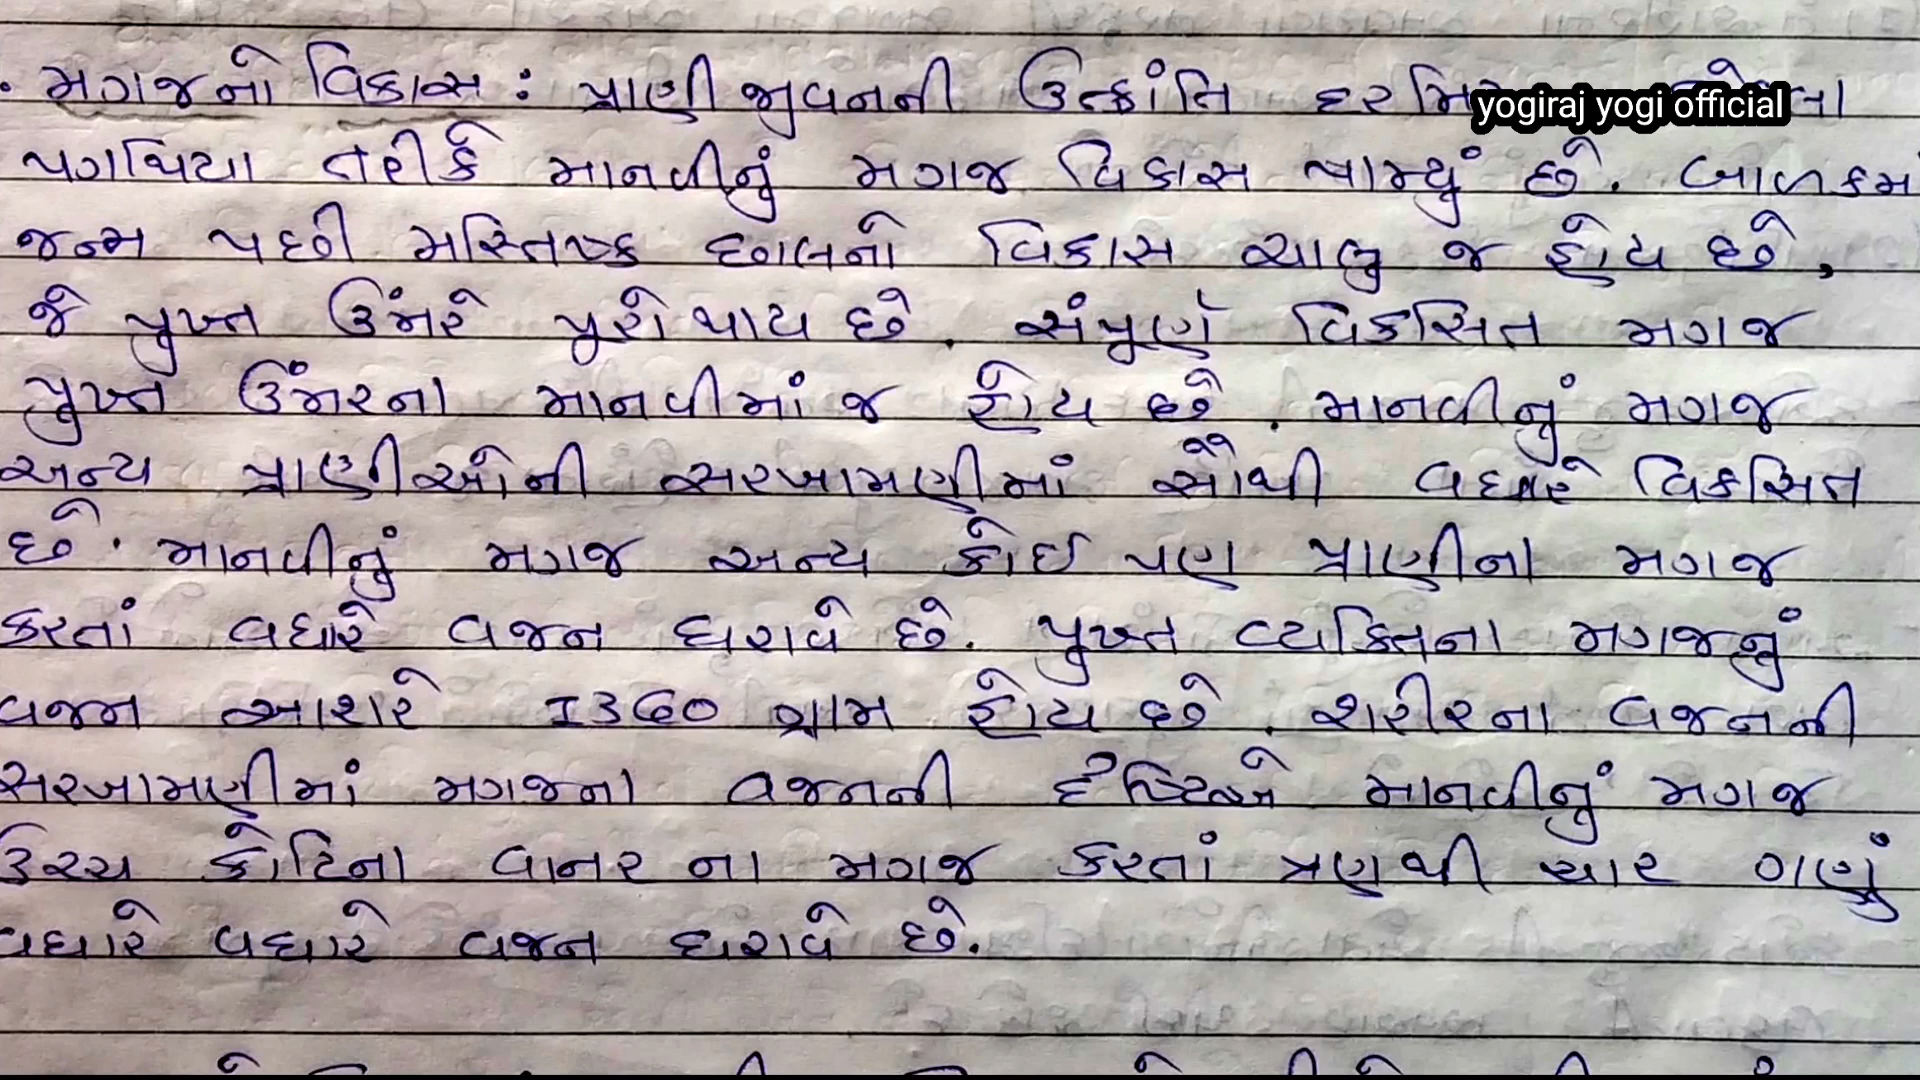 મગજનો વિકાસ : પ્રાણી જીવનની ઉત્ક્રાંતિ
yogiraj yogi official
પગથિયા તરીકે માનવીનું મગજ વિકાસ પામ્યું છે. બાળકમાં
જન્મ પછી મસ્તિષ્ક છાલનો વિકાસ ચાલુ જ હોય છે,
જે પુખ્ત ઉંમરે પુરો થાય છે. સંપુર્ણ વિકસિત મગજ
પુખ્ત ઉંમરના માનવીમાં જ હોય છે. માનવીનું મગજ
અન્ય પ્રાણીઓની સરખામણીમાં સૌથી વધારે વિકસિત
છે. માનવીનું મગજ અન્ય કોઈ પણ પ્રાણીના મગજ
કરતાં વધારે વજન ધરાવે છે. પુખ્ત વ્યક્તિના મગજનું
વજન આશરે 1360 ગ્રામ હોય છે. શરીરના વજનની
સરખામણીમાં મગજના વજનની દૃષ્ટિએ માનવીનું મગજ
ઉચ્ચ કોટિના વાનર ના મગજ કરતાં ત્રણથી ચાર ગણું
વધારે વધારે વજન ધરાવે છે.